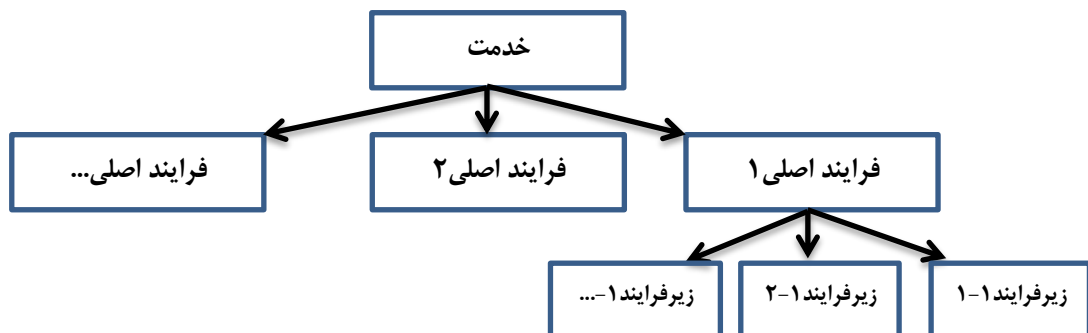 خدمت
فرایند اصلی۱
فرایند اصلی۲
فرایند اصلی...
زیرفرایند۱-۱
زیرفرایند۱-۲
زیرفرایند۱-...